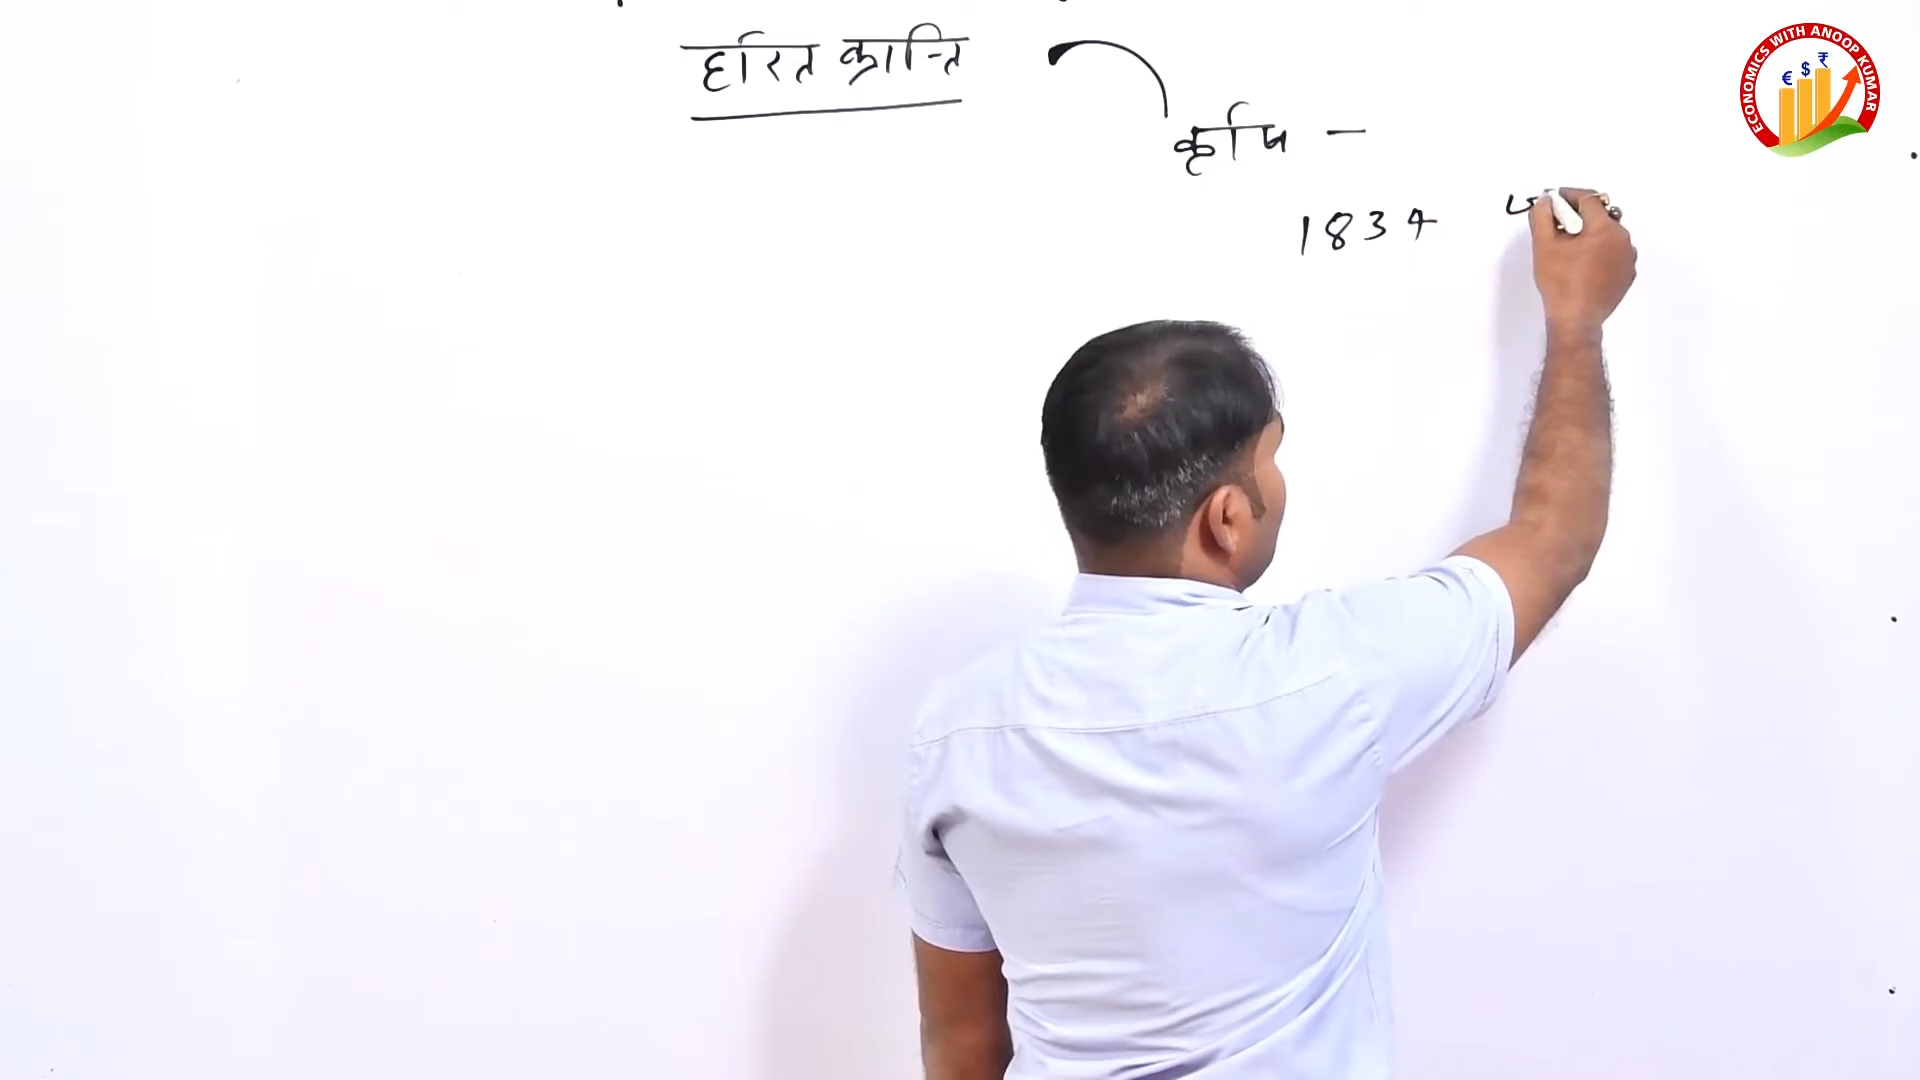 हरित क्रान्ति
कृषि -
1834
ECONOMICS WITH ANOOP KUMAR
€ $ ₹